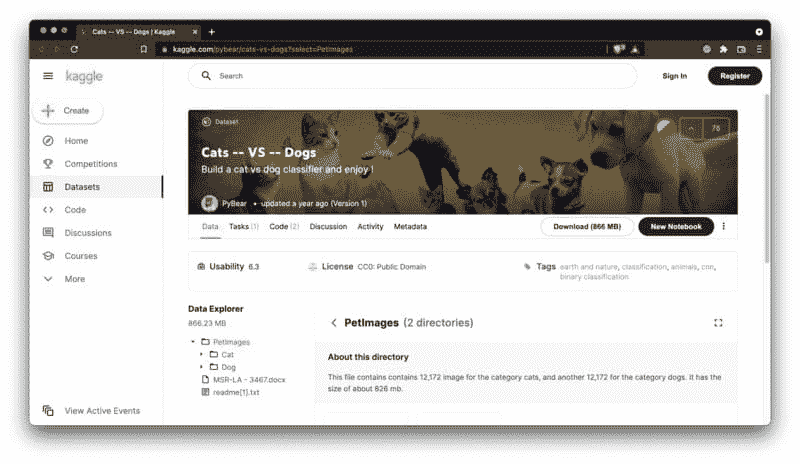 Cats -- VS -- Dogs | Kaggle
kaggle.com/pybear/cats-vs-dogs?select=PetImages
kaggle
Search
Sign In
Register
Create
Home
Competitions
Datasets
Code
Discussions
Courses
More
View Active Events
Dataset
76
Cats -- VS -- Dogs
Build a cat vs dog classifier and enjoy !
PyBear • updated a year ago (Version 1)
Data Tasks (1) Code (2) Discussion Activity Metadata
Download (866 MB)
New Notebook
Usability 6.3
License CC0: Public Domain
Tags earth and nature, classification, animals, cnn,
binary classification
Data Explorer
866.23 MB
PetImages
Cat
Dog
MSR-LA - 3467.docx
readme[1].txt
PetImages (2 directories)
About this directory
This file contains contains 12,172 image for the category cats, and another 12,172 for the category dogs. It has the
size of about 826 mb.